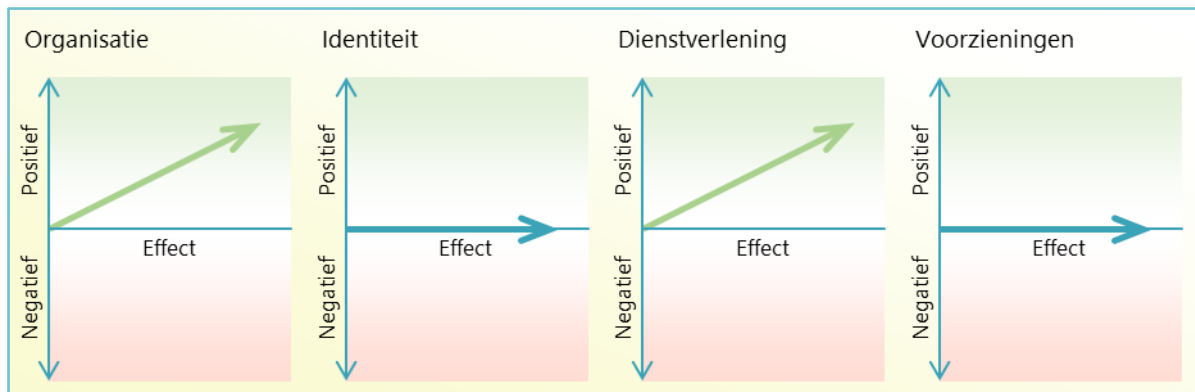 Organisatie
Positief
Negatief
Effect
Identiteit
Positief
Negatief
Effect
Dienstverlening
Positief
Negatief
Effect
Voorzieningen
Positief
Negatief
Effect